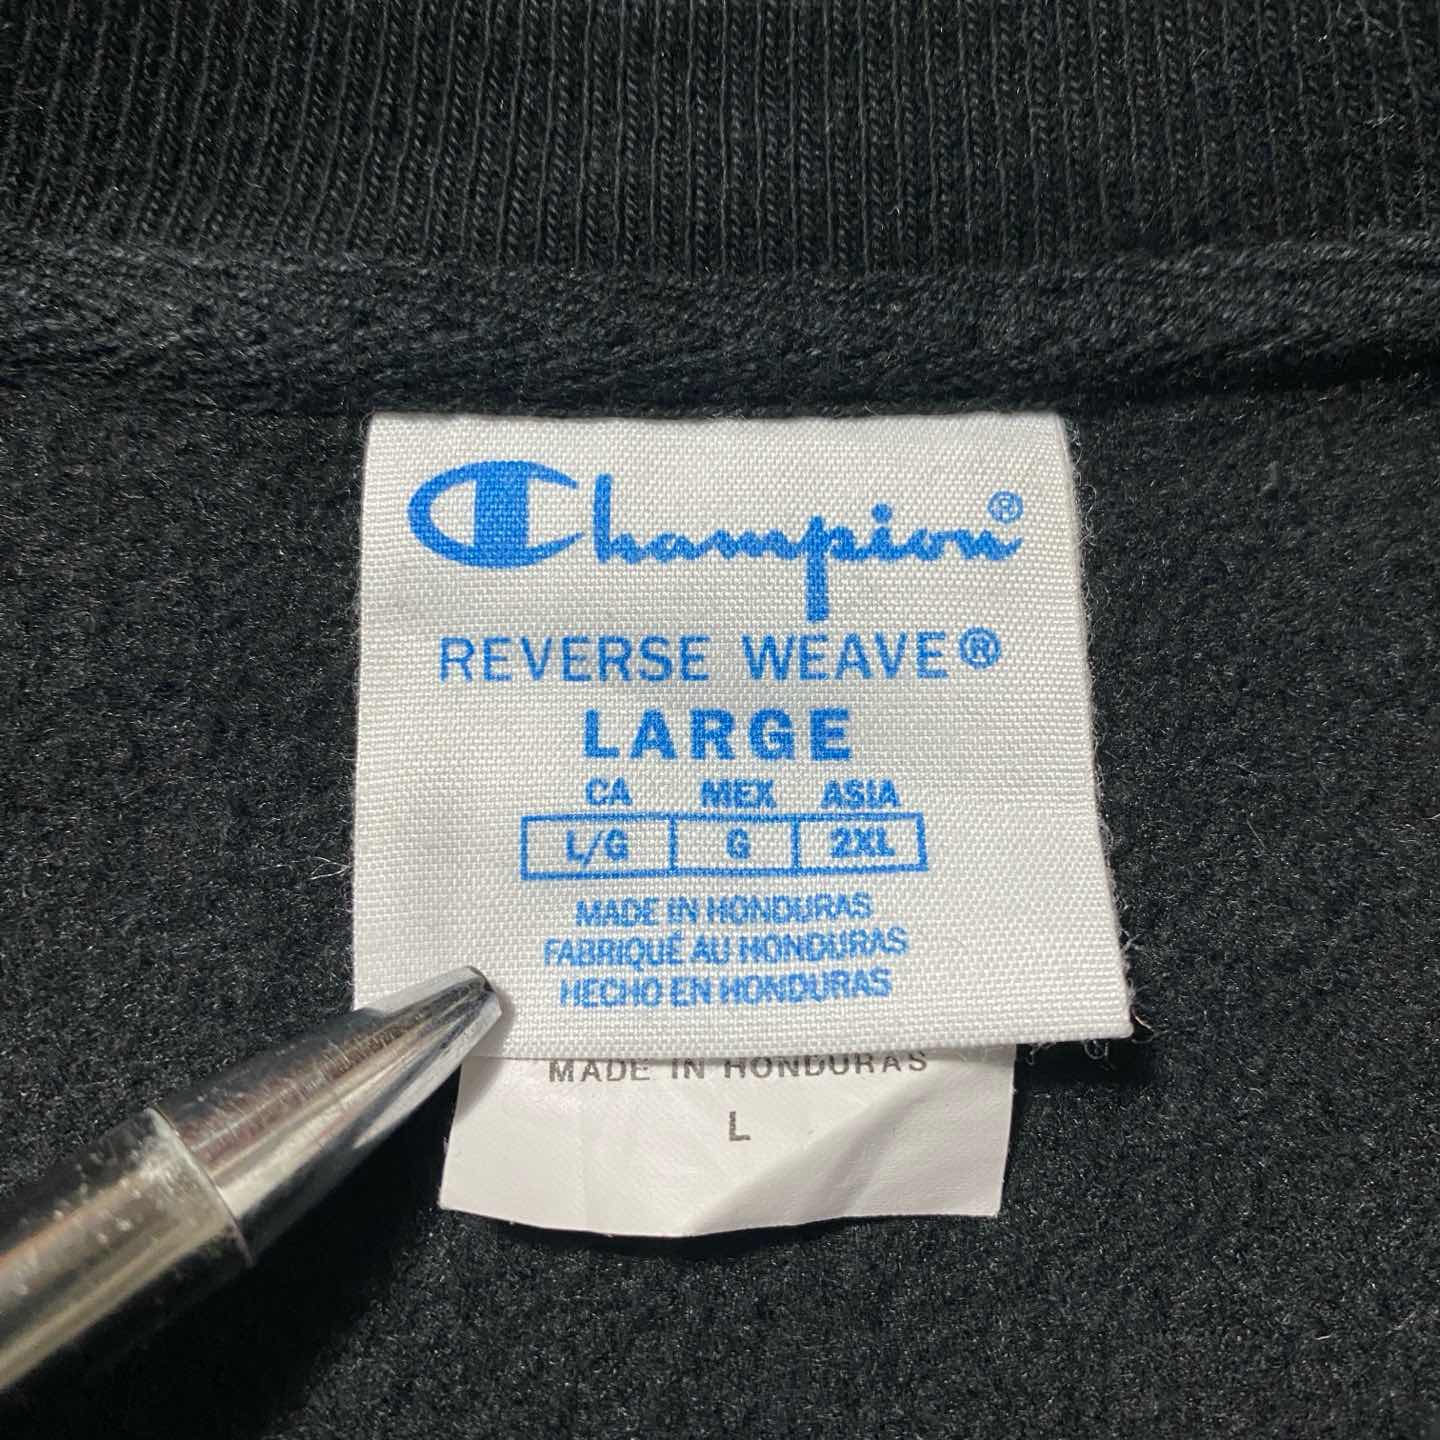 Champion®
REVERSE WEAVE®
LARGE
CA MEX ASIA
L/G G 2XL
MADE IN HONDURAS
FABRIQUÉ AU HONDURAS
HECHO EN HONDURAS
MADE IN HONDURAS
L